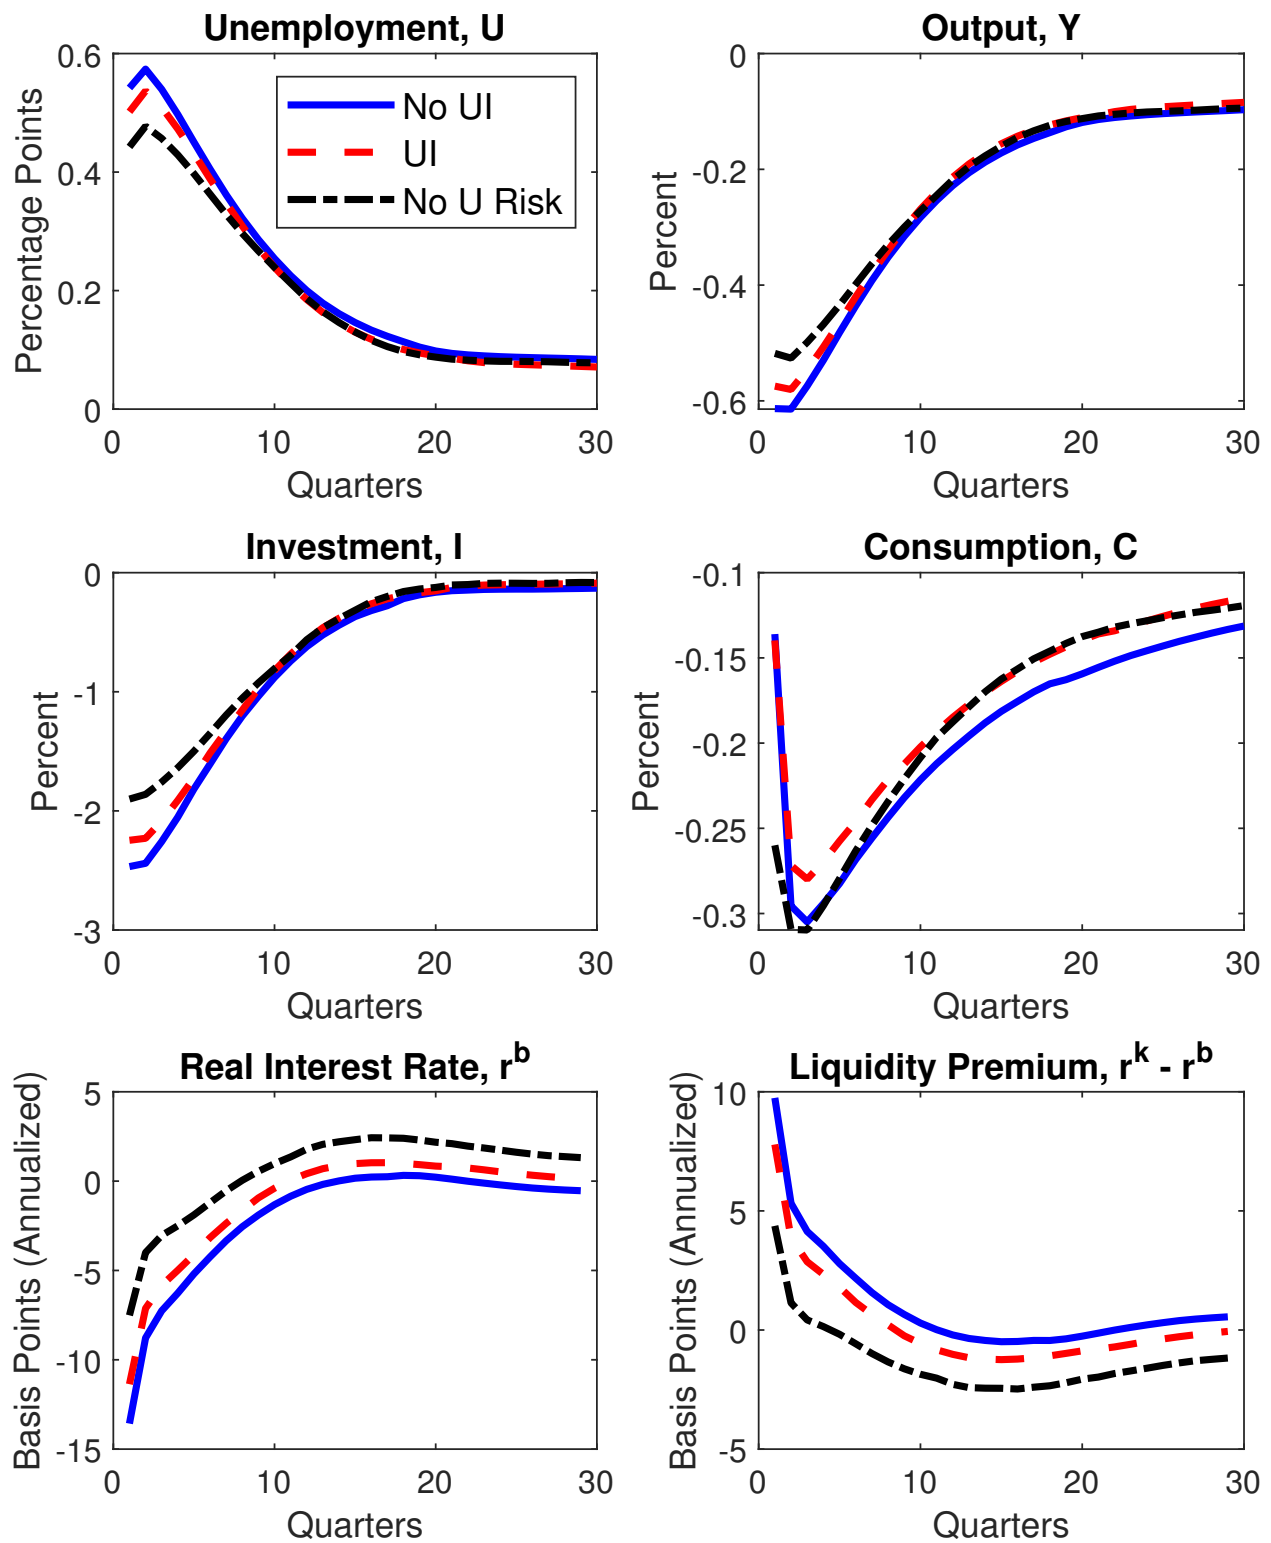 Unemployment, U
Percentage Points
0.6
0.4
0.2
0
0
10
20
30
Quarters
No UI
UI
No U Risk
Output, Y
Percent
0
-0.2
-0.4
-0.6
0
10
20
30
Quarters
Investment, I
Percent
0
-1
-2
-3
0
10
20
30
Quarters
Consumption, C
Percent
-0.1
-0.15
-0.2
-0.25
-0.3
0
10
20
30
Quarters
Real Interest Rate, r^b
Basis Points (Annualized)
5
0
-5
-10
-15
0
10
20
30
Quarters
Liquidity Premium, r^k - r^b
Basis Points (Annualized)
10
5
0
-5
0
10
20
30
Quarters